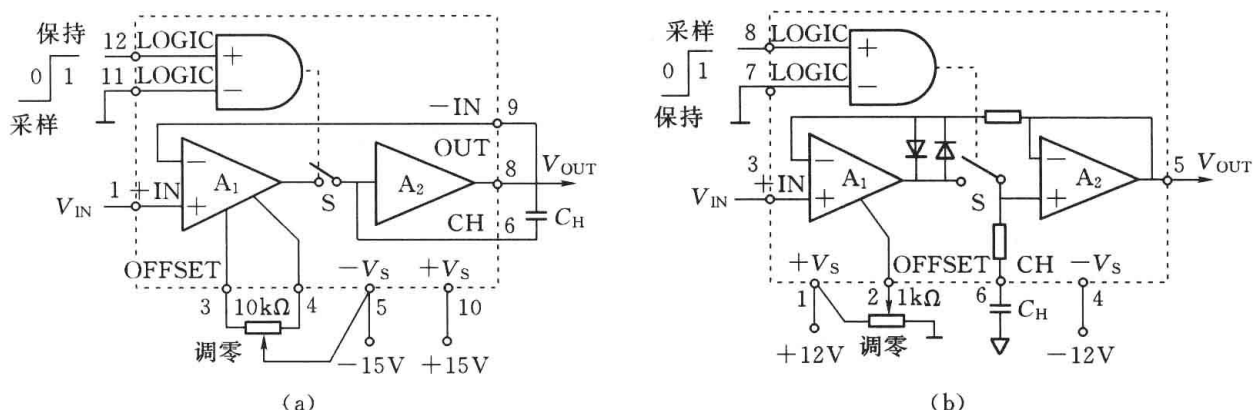 保持
12 LOGIC
0 1
11 LOGIC
采样
+
−
−IN 9
OUT
8 V_OUT
−
A₁
+
1 +IN
V_IN
S
A₂
CH 6
C_H
OFFSET
3
10kΩ
4
−V_S
5
+V_S
10
调零
−15V
+15V
(a)
采样
8 LOGIC
0 1
7 LOGIC
保持
+
−
3
+IN
V_IN
−
A₁
+
S
−
A₂
+
5 V_OUT
+V_S
1
OFFSET
2
1kΩ
CH
6
C_H
−V_S
4
+12V
调零
−12V
(b)